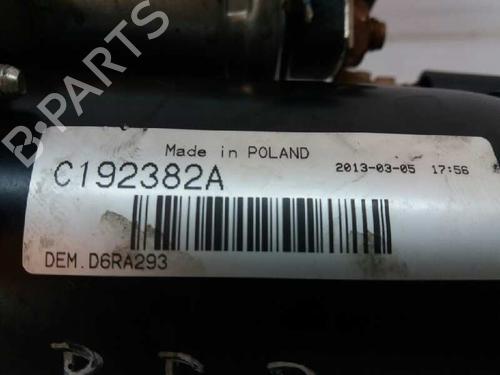 B-PARTS
Made in POLAND
C192382A
2013-03-05 17:56
DEM.D6RA293